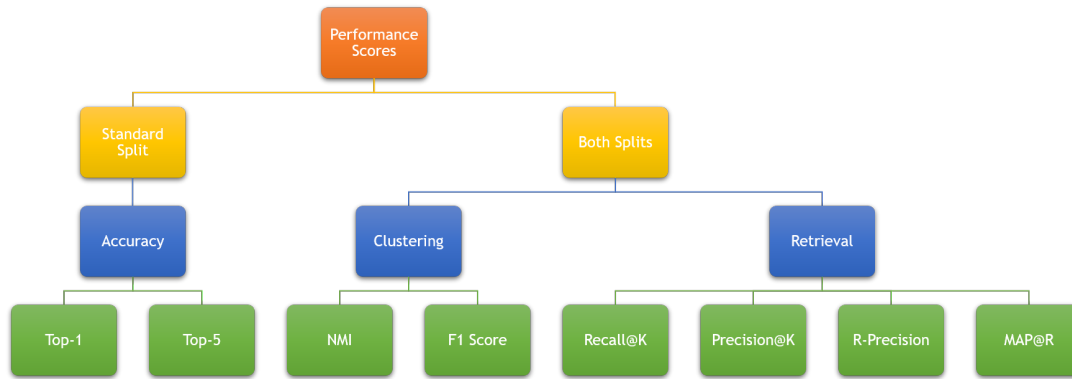 Performance
Scores
Standard
Split
Both Splits
Accuracy
Clustering
Retrieval
Top-1
Top-5
NMI
F1 Score
Recall@K
Precision@K
R-Precision
MAP@R